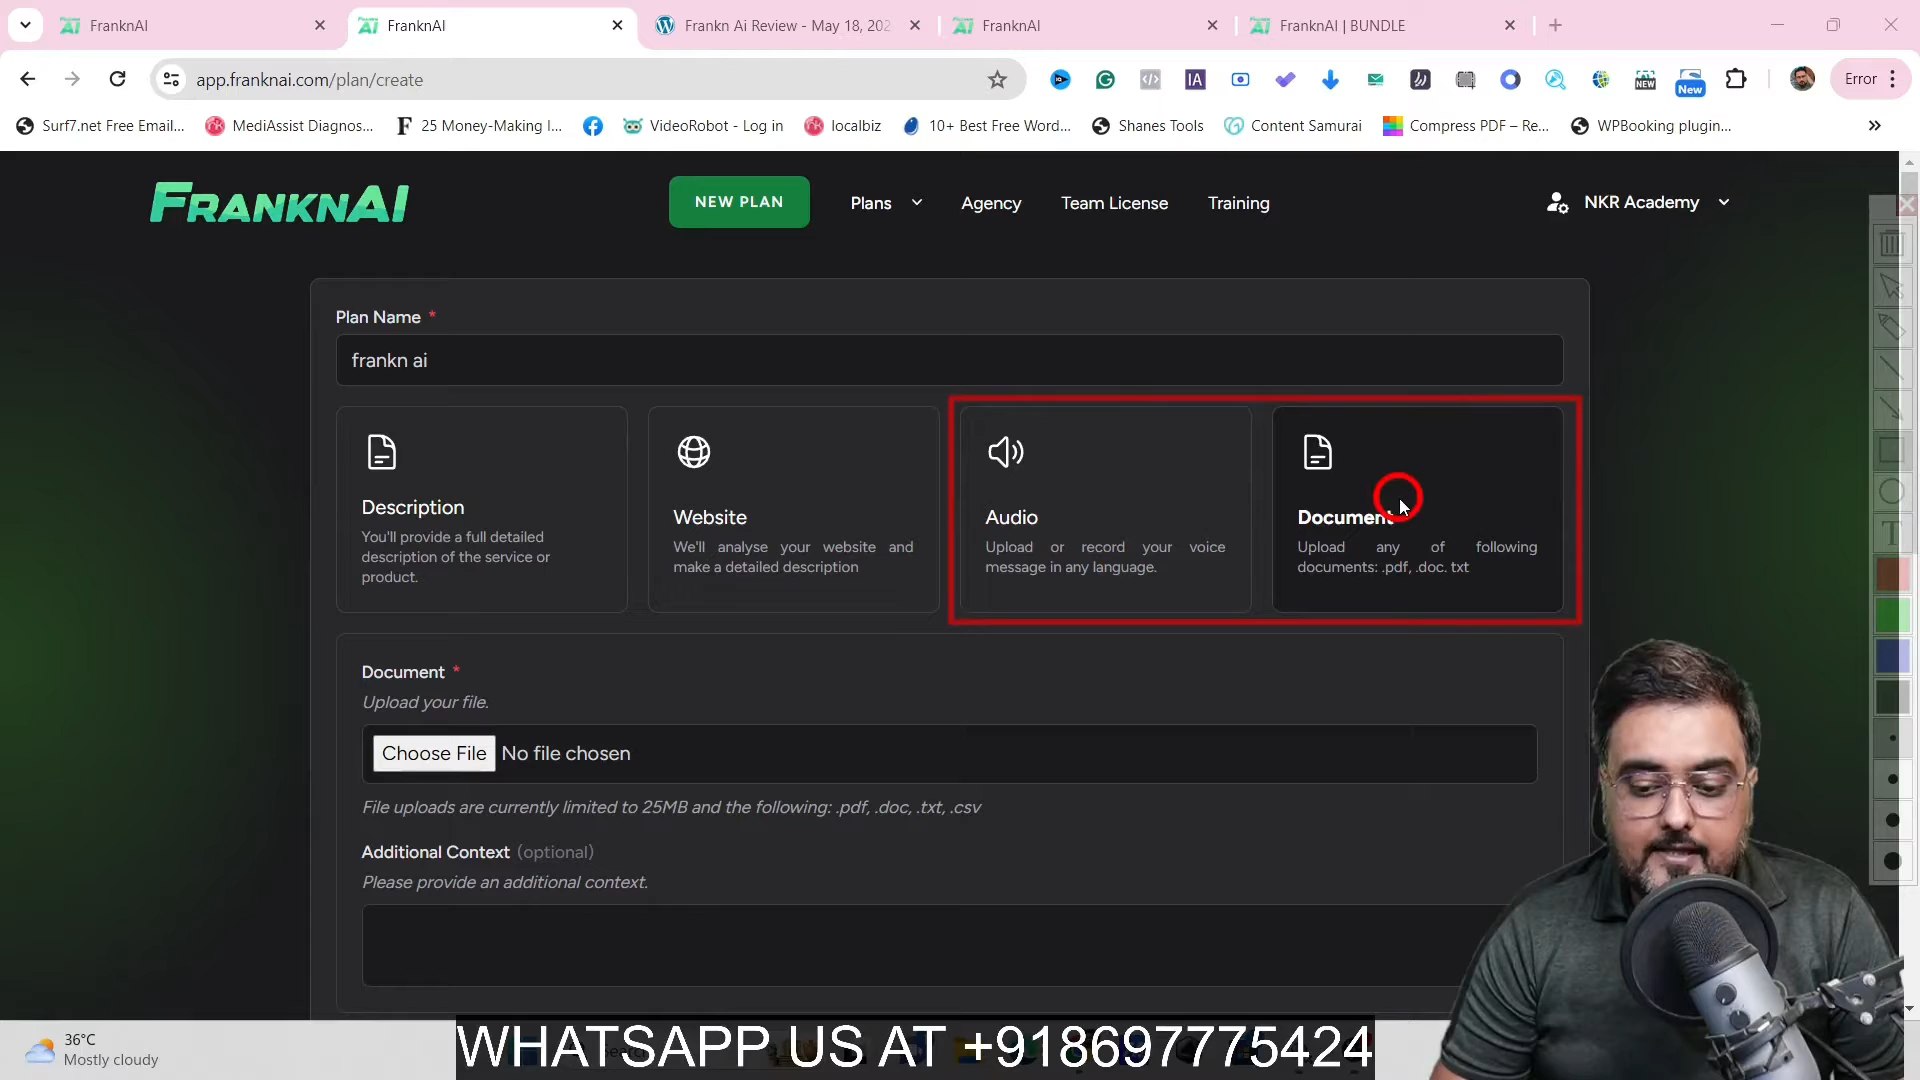 FranknAI
FranknAI
Frankn Ai Review - May 18, 202
FranknAI
FranknAI | BUNDLE
app.franknai.com/plan/create
IA
NEW
New
Error
Surf7.net Free Email...
MediAssist Diagnos...
25 Money-Making I...
VideoRobot - Log in
localbiz
10+ Best Free Word...
Shanes Tools
Content Samurai
Compress PDF – Re...
WPBooking plugin...
FRANKNAI
NEW PLAN
Plans
Agency
Team License
Training
NKR Academy
Plan Name *
frankn ai
Description
You'll provide a full detailed
description of the service or
product.
Website
We'll analyse your website and
make a detailed description
Audio
Upload or record your voice
message in any language.
Document
Upload any of following
documents: .pdf, .doc. txt
Document *
Upload your file.
Choose File No file chosen
File uploads are currently limited to 25MB and the following: .pdf, .doc, .txt, .csv
Additional Context (optional)
Please provide an additional context.
36°C
Mostly cloudy
WHATSAPP US AT +918697775424